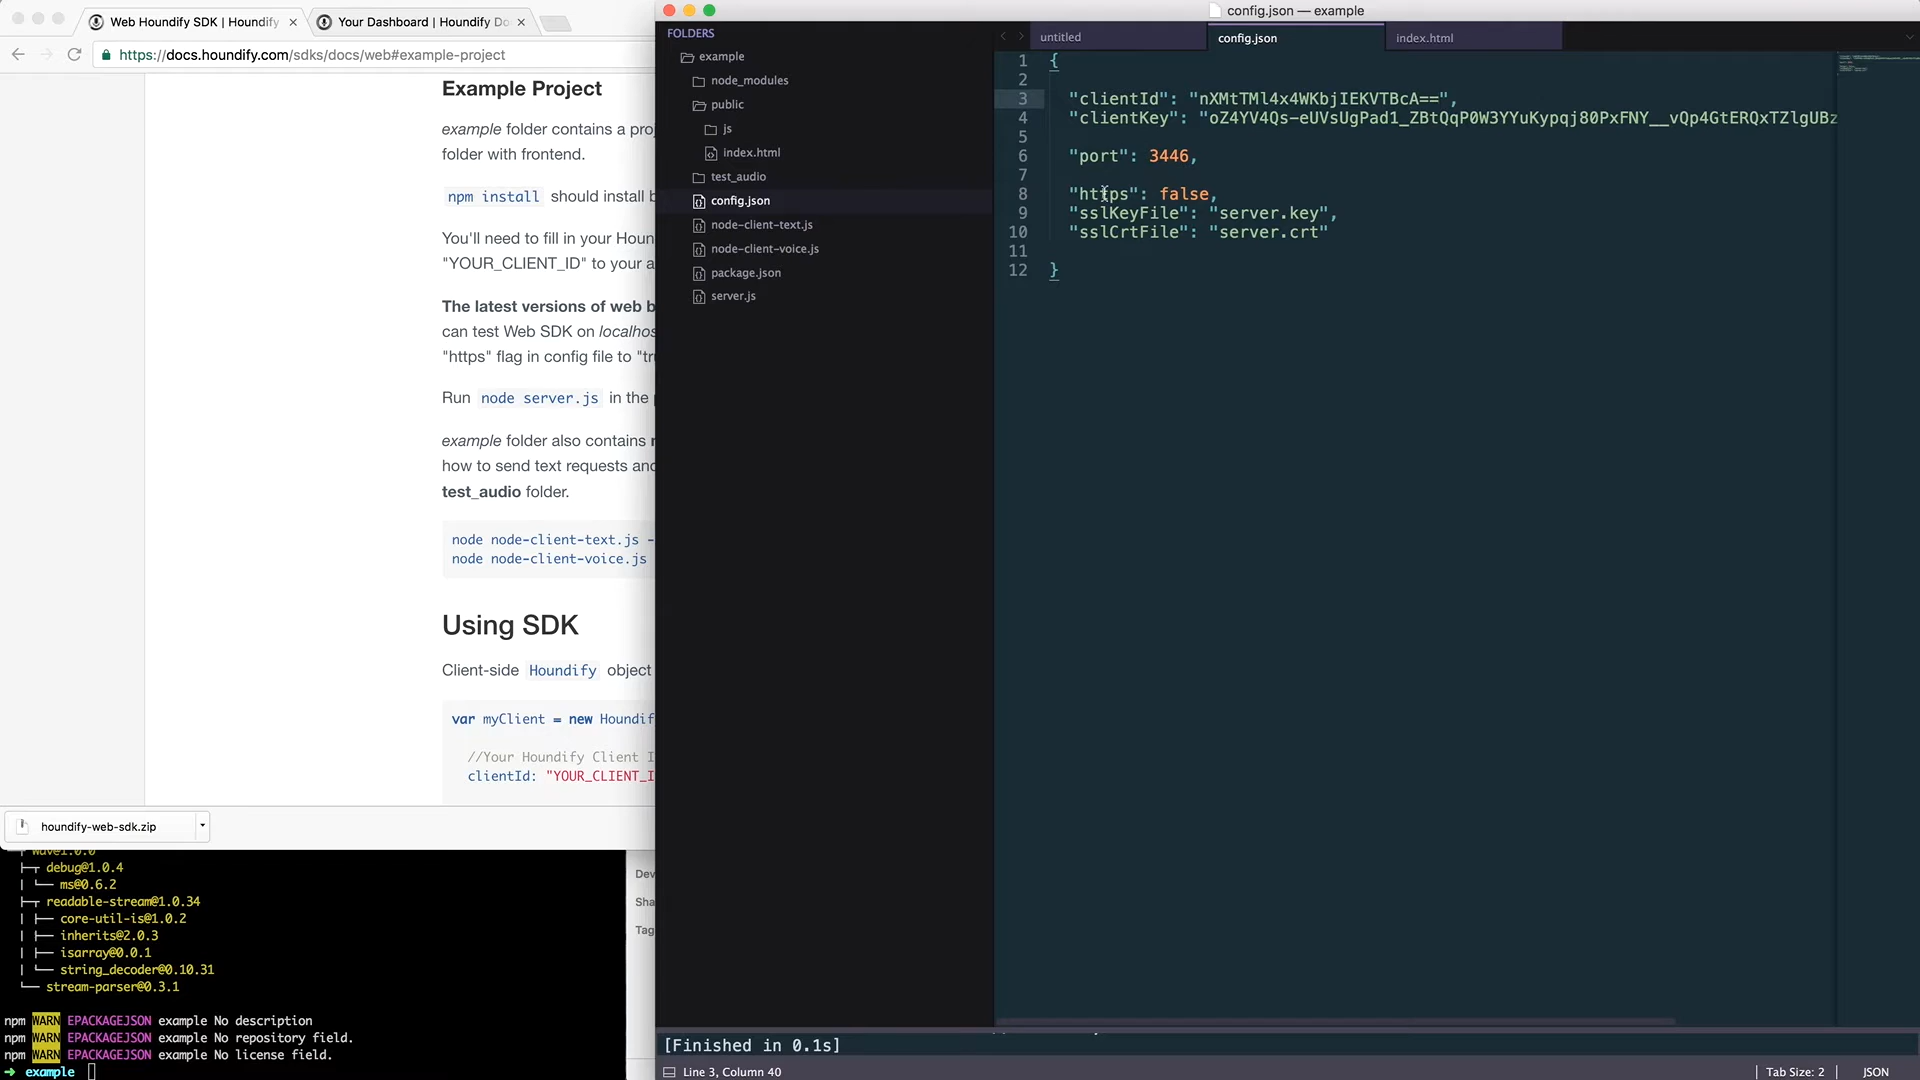 Web Houndify SDK | Houndify
Your Dashboard | Houndify Do
https://docs.houndify.com/sdks/docs/web#example-project
Example Project
example folder contains a proj
folder with frontend.
npm install should install b
You'll need to fill in your Houn
"YOUR_CLIENT_ID" to your a
The latest versions of web b
can test Web SDK on localhos
"https" flag in config file to "tr
Run node server.js in the
example folder also contains
how to send text requests and
test_audio folder.
node node-client-text.js -
node node-client-voice.js
Using SDK
Client-side Houndify object
var myClient = new Houndif
//Your Houndify Client I
clientId: "YOUR_CLIENT_I
houndify-web-sdk.zip
wav@1.0.0
debug@1.0.4
ms@0.6.2
readable-stream@1.0.34
core-util-is@1.0.2
inherits@2.0.3
isarray@0.0.1
string_decoder@0.10.31
stream-parser@0.3.1
npm WARN EPACKAGEJSON example No description
npm WARN EPACKAGEJSON example No repository field.
npm WARN EPACKAGEJSON example No license field.
➜ example
Dev
Sha
Tag
config.json — example
FOLDERS
example
node_modules
public
js
index.html
test_audio
config.json
node-client-text.js
node-client-voice.js
package.json
server.js
untitled
config.json
index.html
1 {
2
3 "clientId": "nXMtTMl4x4WKbjIEKVTBcA==",
4 "clientKey": "oZ4YV4Qs-eUVsUgPad1_ZBtQqP0W3YYuKypqj80PxFNY__vQp4GtERQxTZlgUBz
5
6 "port": 3446,
7
8 "https": false,
9 "sslKeyFile": "server.key",
10 "sslCrtFile": "server.crt"
11
12 }
[Finished in 0.1s]
Line 3, Column 40
Tab Size: 2
JSON